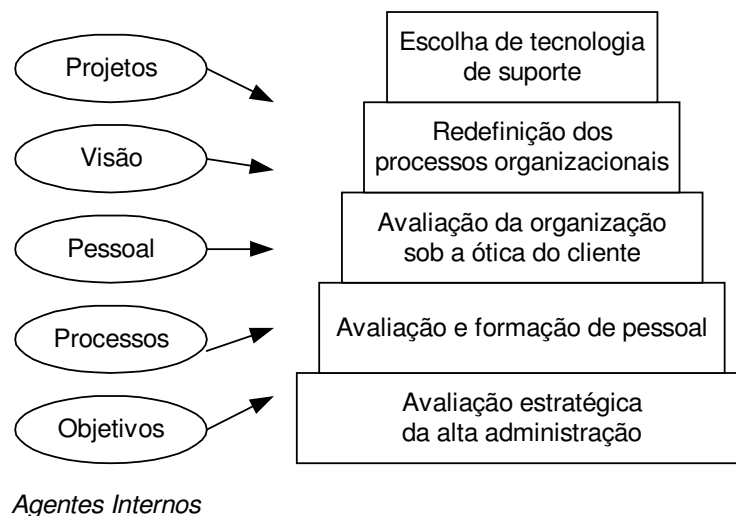 Projetos
Visão
Pessoal
Processos
Objetivos
Escolha de tecnologia
de suporte
Redefinição dos
processos organizacionais
Avaliação da organização
sob a ótica do cliente
Avaliação e formação de pessoal
Avaliação estratégica
da alta administração
Agentes Internos